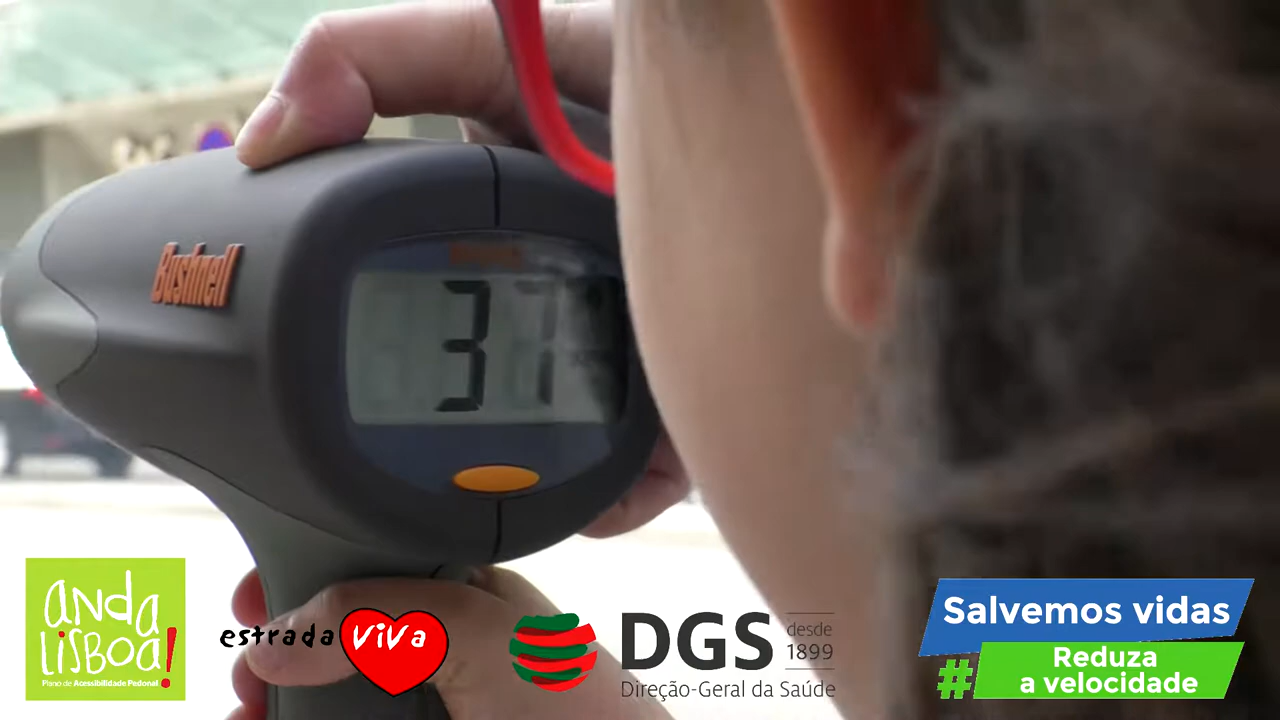 Bushnell
37
anda
LISBOa!
Plano de Acessibilidade Pedonal
estrada viva
DGS desde 1899
Direção-Geral da Saúde
Salvemos vidas
# Reduza
a velocidade